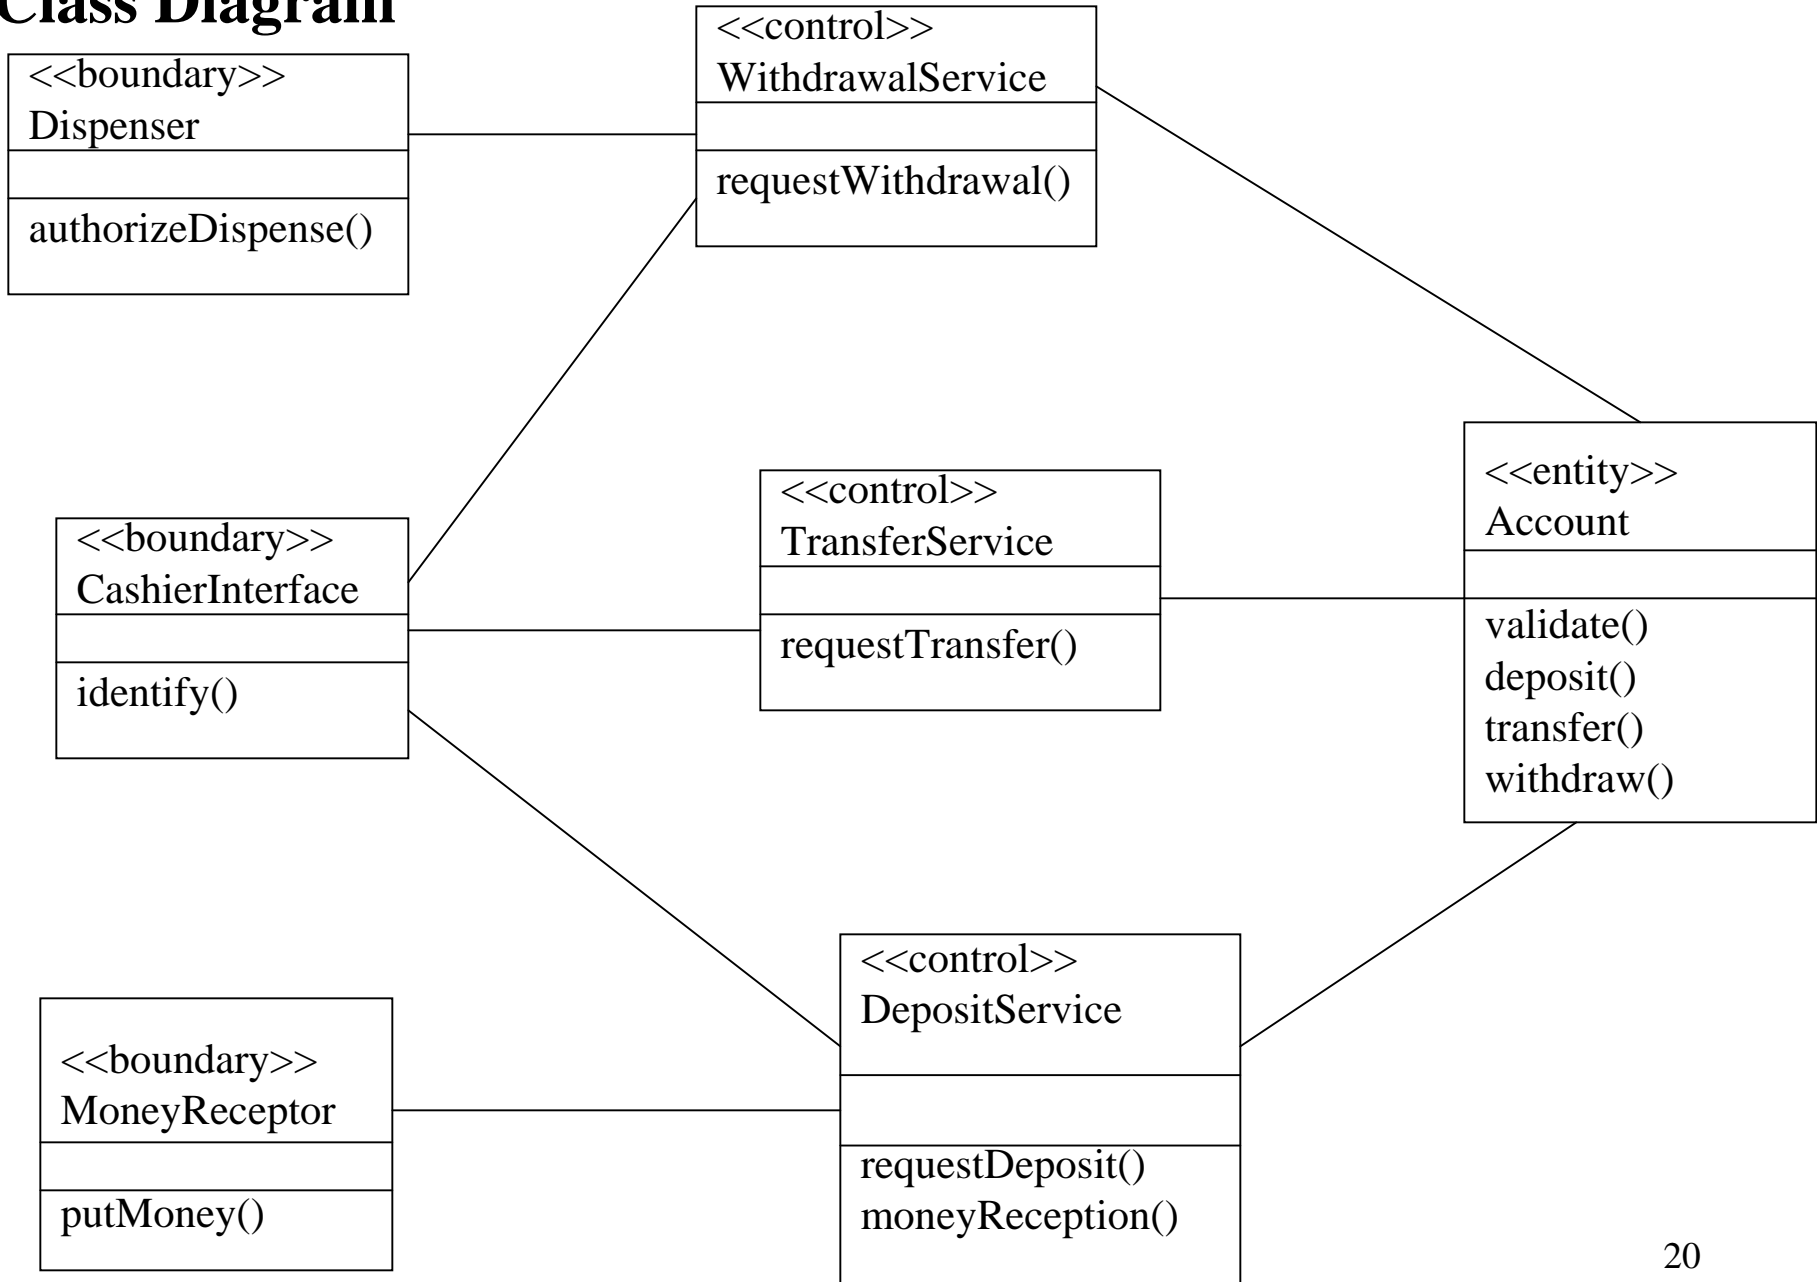 Class Diagram
<<boundary>>
Dispenser
authorizeDispense()
<<control>>
WithdrawalService
requestWithdrawal()
<<boundary>>
CashierInterface
identify()
<<control>>
TransferService
requestTransfer()
<<entity>>
Account
validate()
deposit()
transfer()
withdraw()
<<boundary>>
MoneyReceptor
putMoney()
<<control>>
DepositService
requestDeposit()
moneyReception()
20